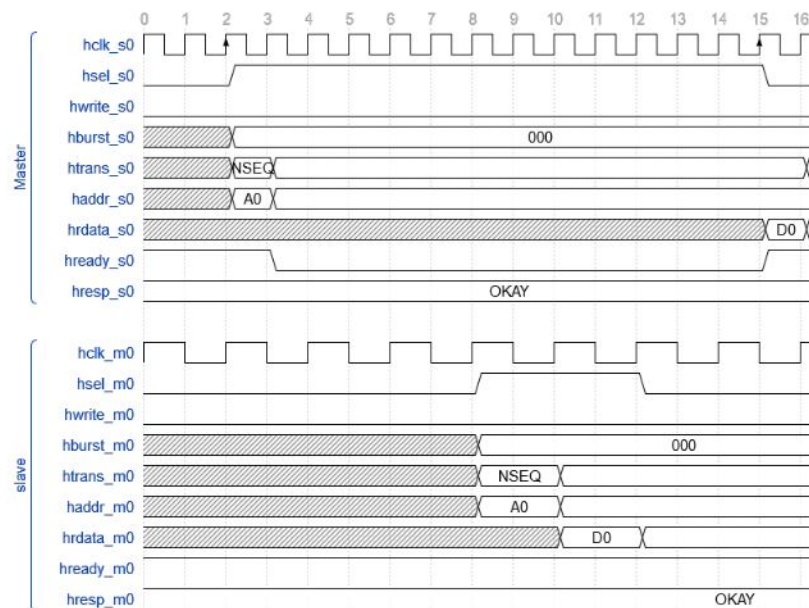 0 1 2 3 4 5 6 7 8 9 10 11 12 13 14 15 16
Master
hclk_s0
hsel_s0
hwrite_s0
hburst_s0 000
htrans_s0 NSEQ
haddr_s0 A0
hrdata_s0 D0
hready_s0
hresp_s0 OKAY
slave
hclk_m0
hsel_m0
hwrite_m0
hburst_m0 000
htrans_m0 NSEQ
haddr_m0 A0
hrdata_m0 D0
hready_m0
hresp_m0 OKAY